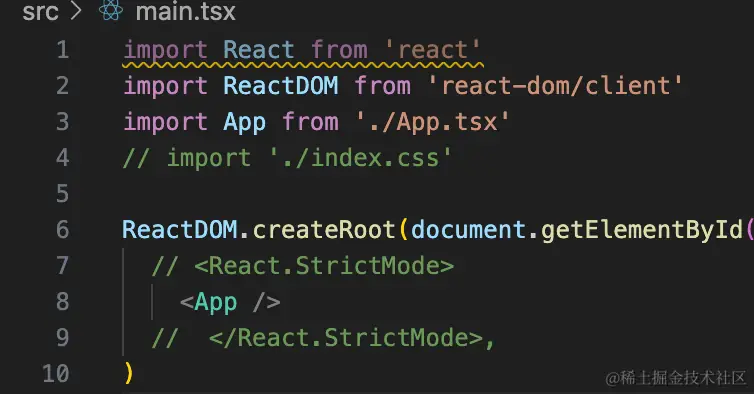 src > main.tsx
1 import React from 'react'
2 import ReactDOM from 'react-dom/client'
3 import App from './App.tsx'
4 // import './index.css'
5
6 ReactDOM.createRoot(document.getElementById(
7 // <React.StrictMode>
8 <App />
9 //  </React.StrictMode>,
10 )
@稀土掘金技术社区